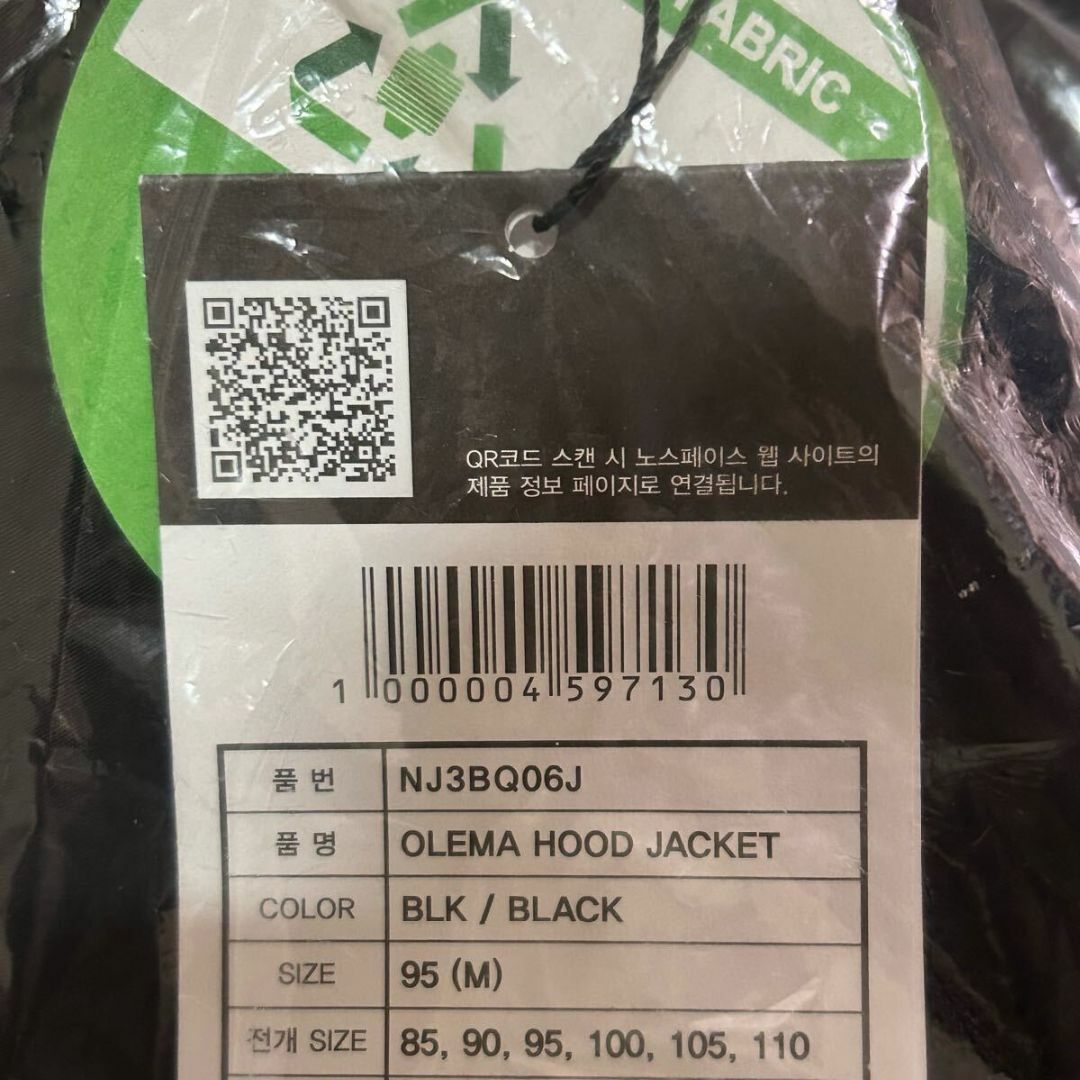 FABRIC
QR코드 스캔 시 노스페이스 웹 사이트의
제품 정보 페이지로 연결됩니다.
1 000004 597130
품 번 NJ3BQ06J
품 명 OLEMA HOOD JACKET
COLOR BLK / BLACK
SIZE 95 (M)
전개 SIZE 85, 90, 95, 100, 105, 110